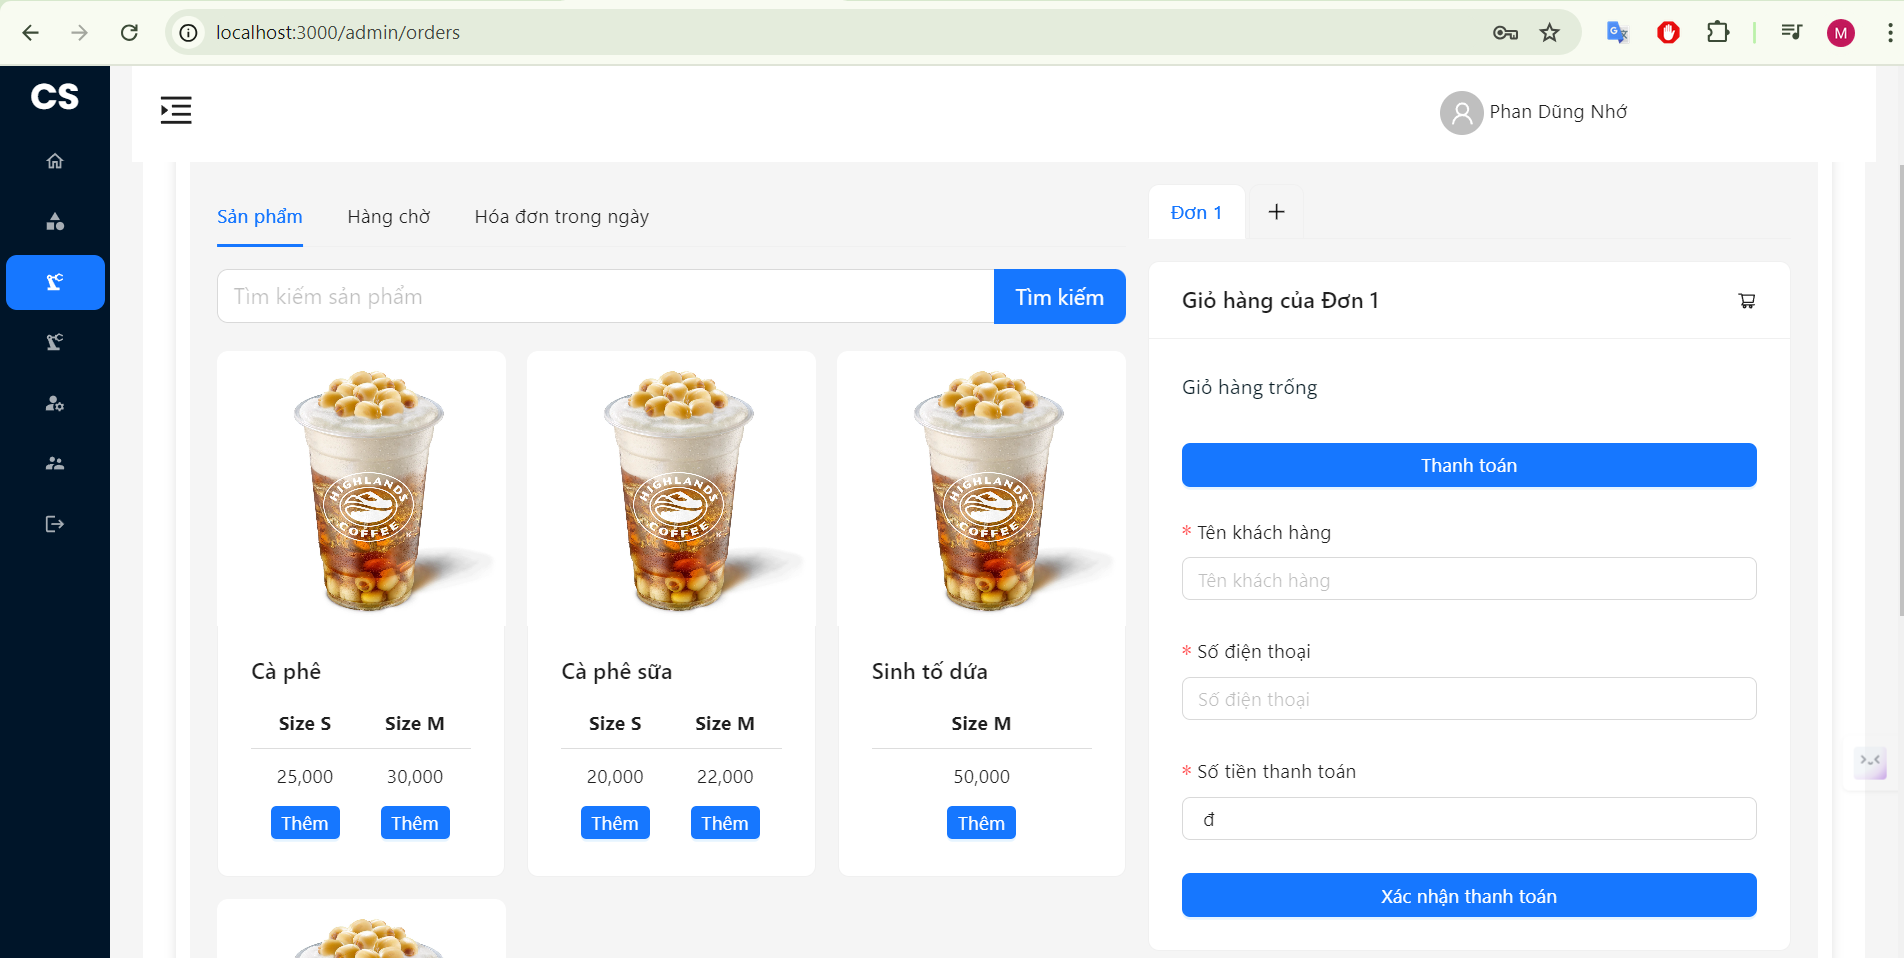 localhost:3000/admin/orders
M
CS
Phan Dũng Nhớ
Sản phẩm
Hàng chờ
Hóa đơn trong ngày
Đơn 1
+
Tìm kiếm sản phẩm
Tìm kiếm
Giỏ hàng của Đơn 1
Giỏ hàng trống
Thanh toán
* Tên khách hàng
Tên khách hàng
* Số điện thoại
Số điện thoại
* Số tiền thanh toán
đ
Xác nhận thanh toán
HIGHLANDS
COFFEE
HIGHLANDS
COFFEE
HIGHLANDS
COFFEE
Cà phê
Size S Size M
25,000 30,000
Thêm Thêm
Cà phê sữa
Size S Size M
20,000 22,000
Thêm Thêm
Sinh tố dứa
Size M
50,000
Thêm